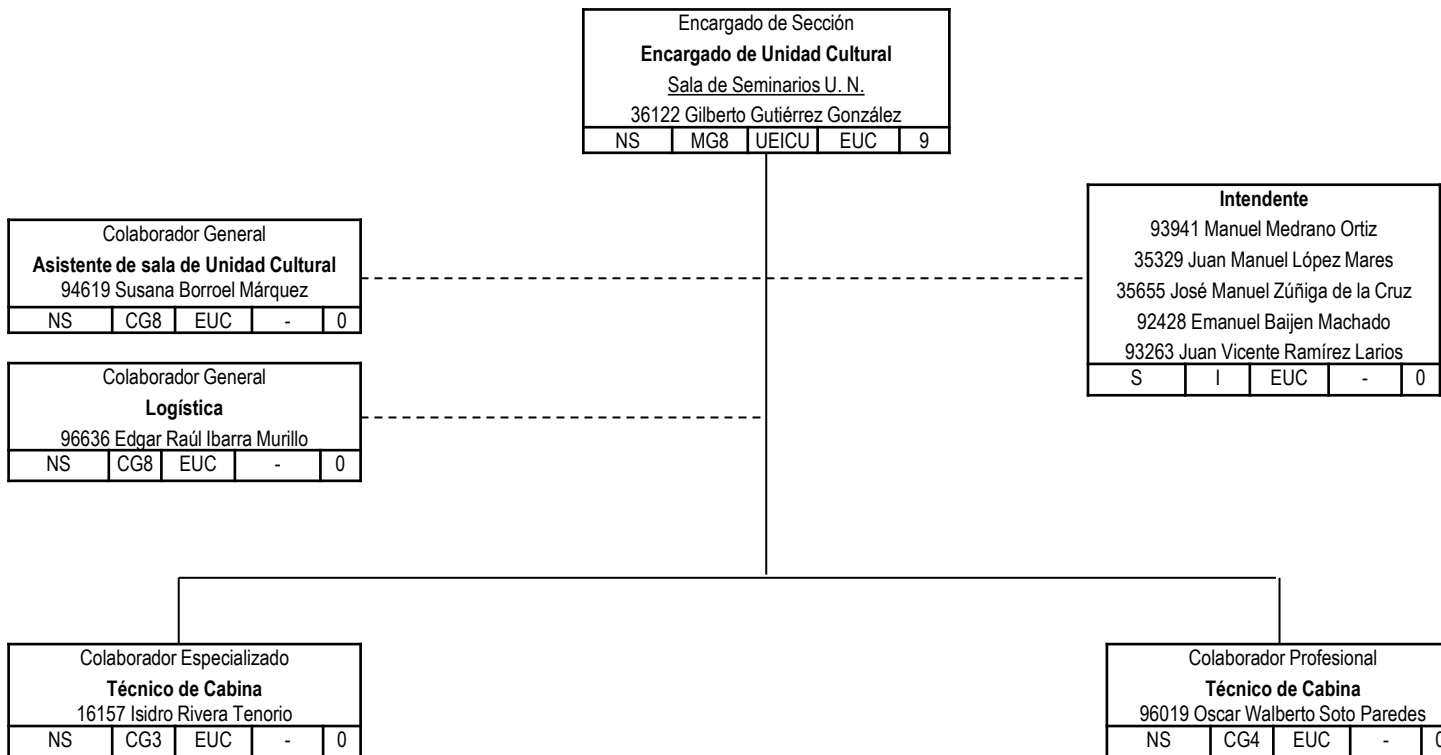 Encargado de Sección
Encargado de Unidad Cultural
Sala de Seminarios U. N.
36122 Gilberto Gutiérrez González
NS MG8 UEICU EUC 9
Colaborador General
Asistente de sala de Unidad Cultural
94619 Susana Borroel Márquez
NS CG8 EUC - 0
Intendente
93941 Manuel Medrano Ortiz
35329 Juan Manuel López Mares
35655 José Manuel Zúñiga de la Cruz
92428 Emanuel Baijen Machado
93263 Juan Vicente Ramírez Larios
S I EUC - 0
Colaborador General
Logística
96636 Edgar Raúl Ibarra Murillo
NS CG8 EUC - 0
Colaborador Especializado
Técnico de Cabina
16157 Isidro Rivera Tenorio
NS CG3 EUC - 0
Colaborador Profesional
Técnico de Cabina
96019 Oscar Walberto Soto Paredes
NS CG4 EUC - 0